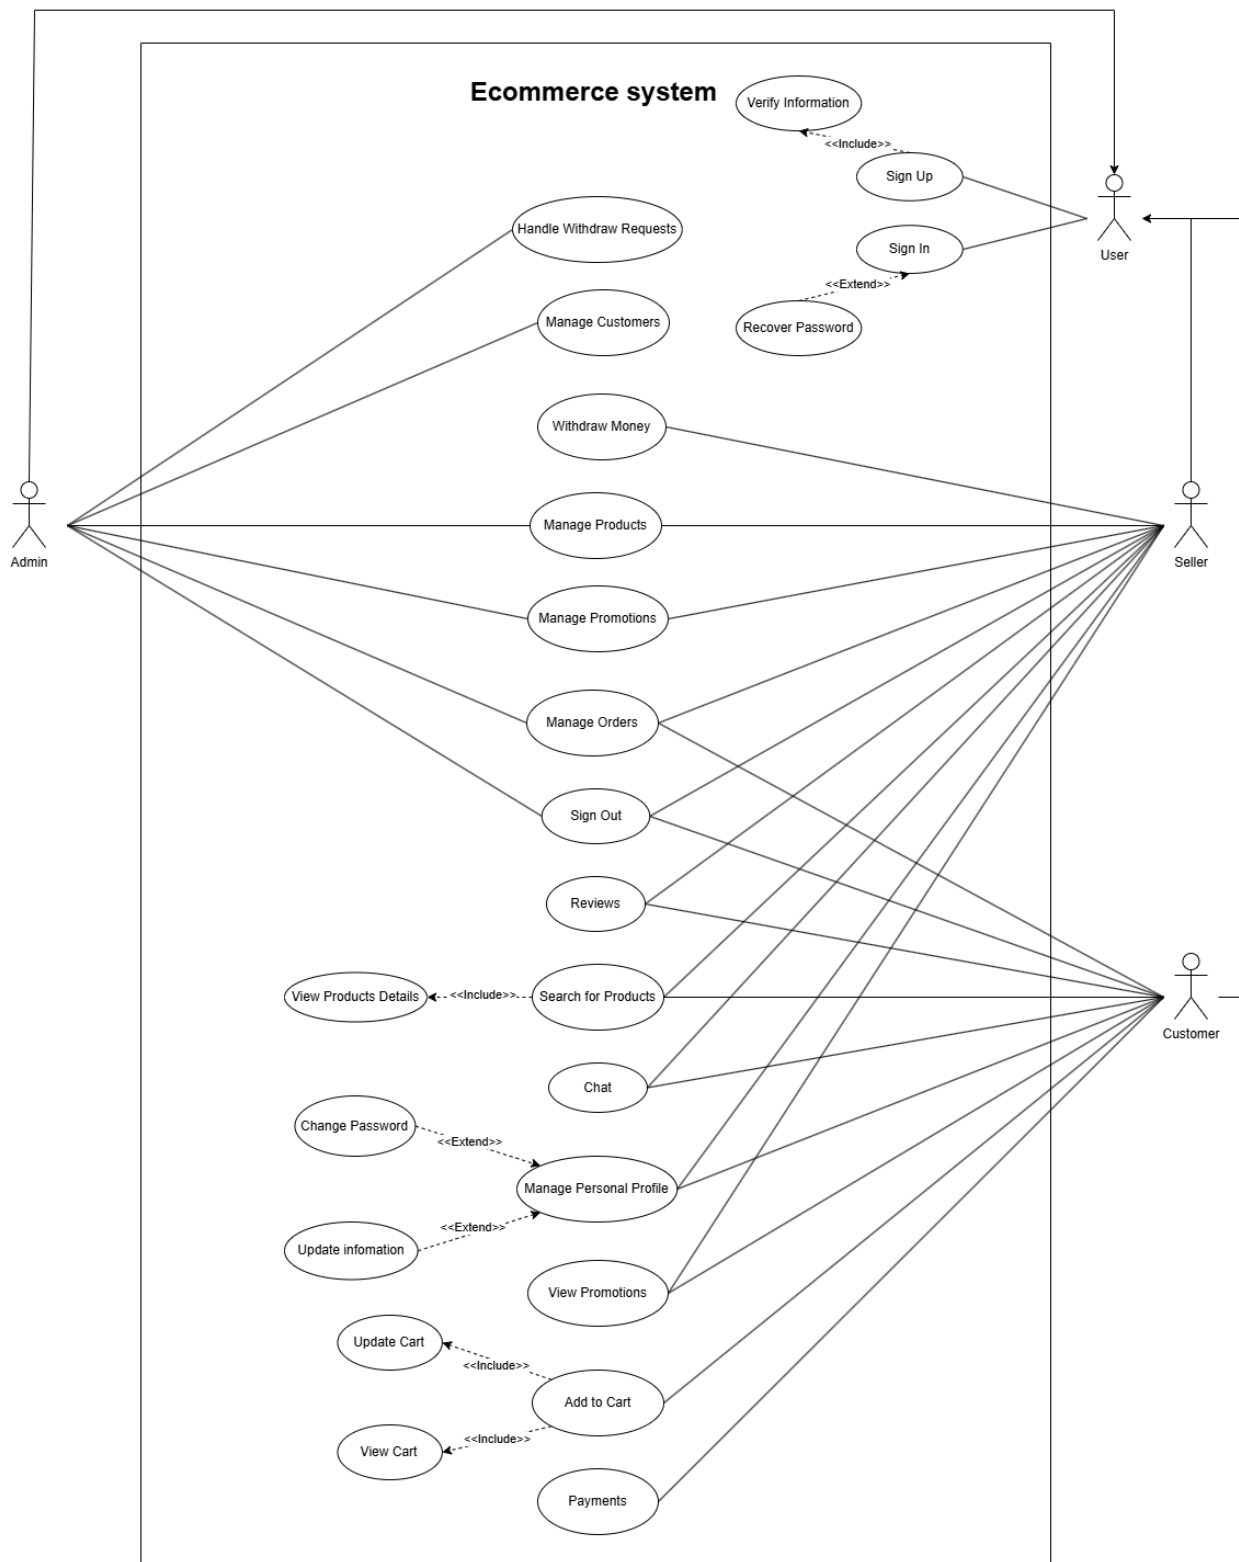 Ecommerce system
Verify Information
<<Include>>
Sign Up
Handle Withdraw Requests
Sign In
User
<<Extend>>
Manage Customers
Recover Password
Withdraw Money
Manage Products
Admin
Seller
Manage Promotions
Manage Orders
Sign Out
Reviews
View Products Details
<<Include>>
Search for Products
Customer
Chat
Change Password
<<Extend>>
Manage Personal Profile
<<Extend>>
Update infomation
View Promotions
Update Cart
<<Include>>
Add to Cart
<<Include>>
View Cart
Payments